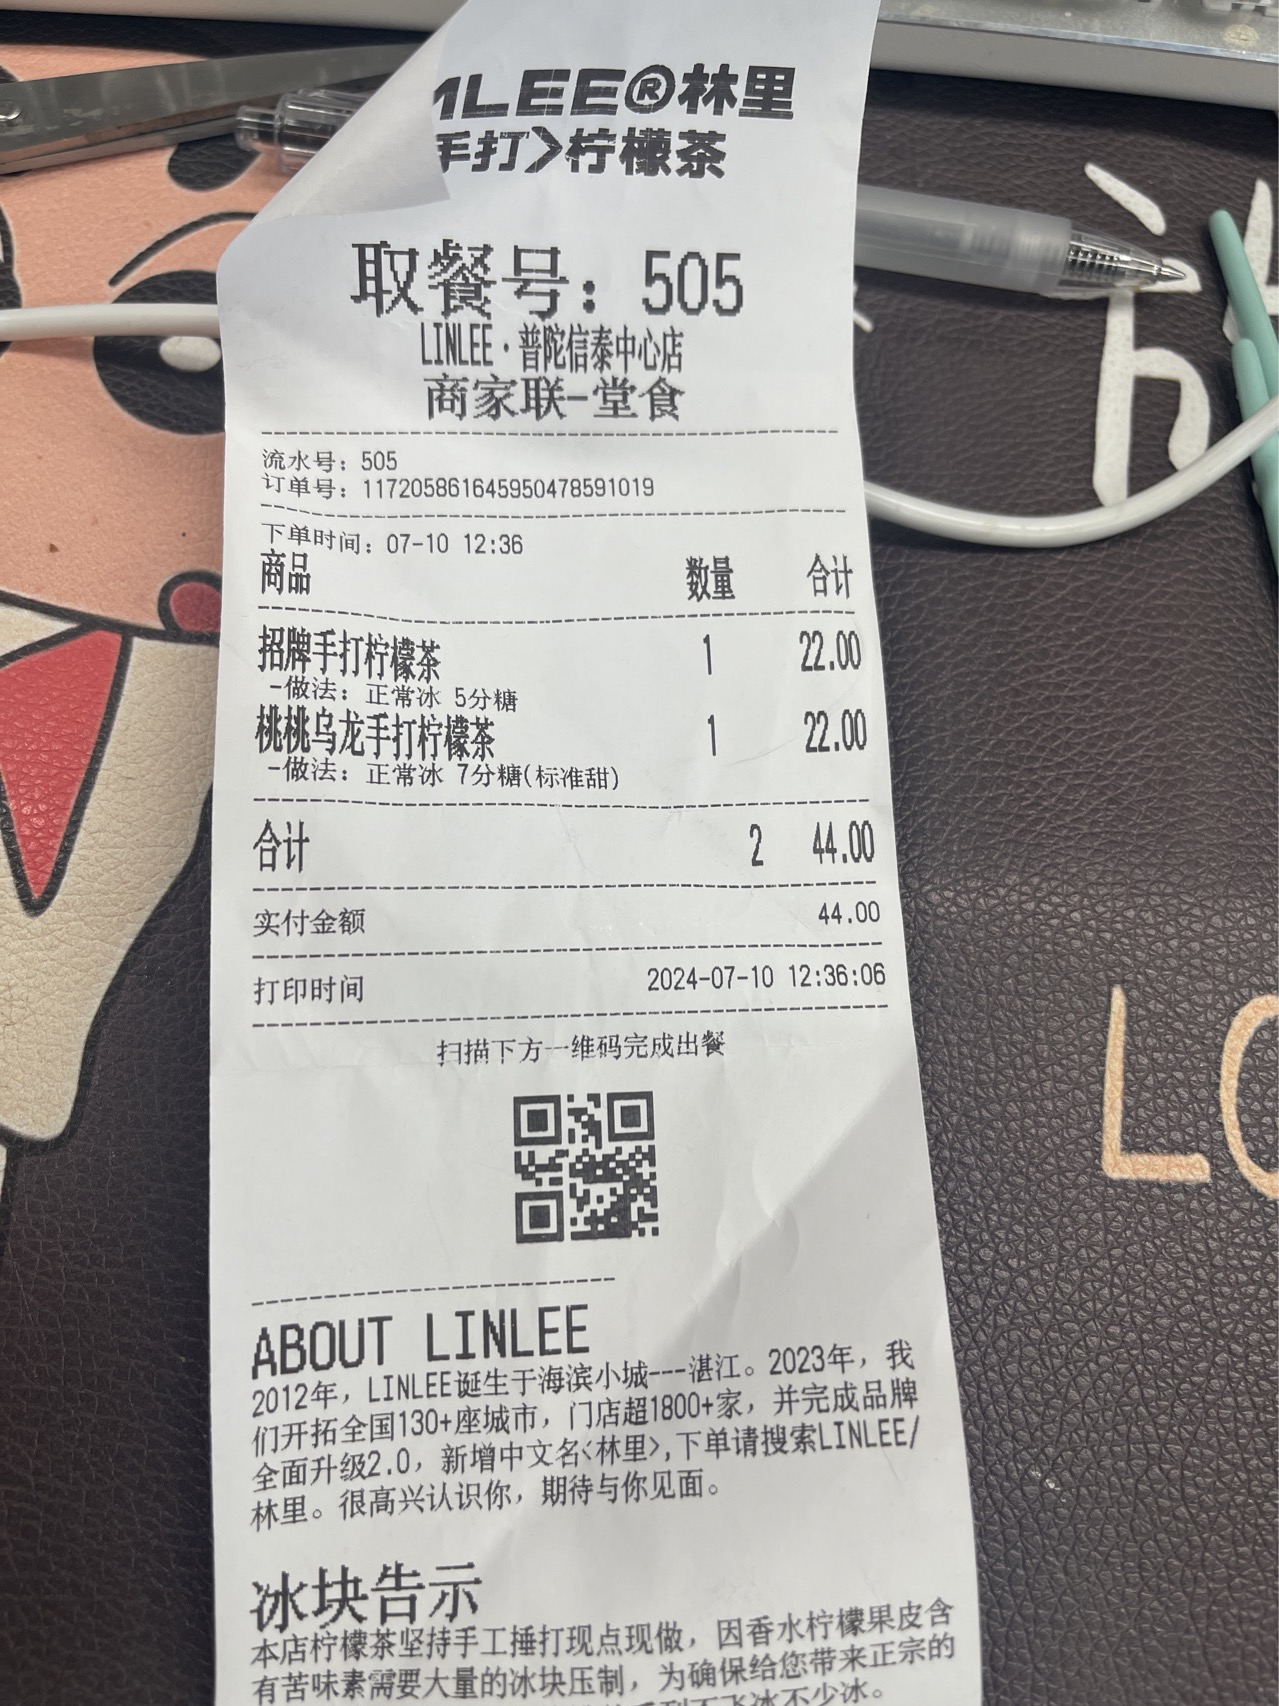 LEE®林里
手打>柠檬茶
取餐号：505
LINLEE·普陀信泰中心店
商家联-堂食
流水号：505
订单号：11720586164595047859​1019
下单时间：07-10 12:36
商品 数量 合计
招牌手打柠檬茶 1 22.00
-做法：正常冰 5分糖
桃桃乌龙手打柠檬茶 1 22.00
-做法：正常冰 7分糖(标准甜)
合计 2 44.00
实付金额 44.00
打印时间 2024-07-10 12:36:06
扫描下方一维码完成出餐
ABOUT LINLEE
2012年，LINLEE诞生于海滨小城---湛江。2023年，我
们开拓全国130+座城市，门店超1800+家，并完成品牌
全面升级2.0，新增中文名<林里>,下单请搜索LINLEE/
林里。很高兴认识你，期待与你见面。
冰块告示
本店柠檬茶坚持手工捶打现点现做，因香水柠檬果皮含
有苦味素需要大量的冰块压制，为确保给您带来正宗的
不少冰。
LO